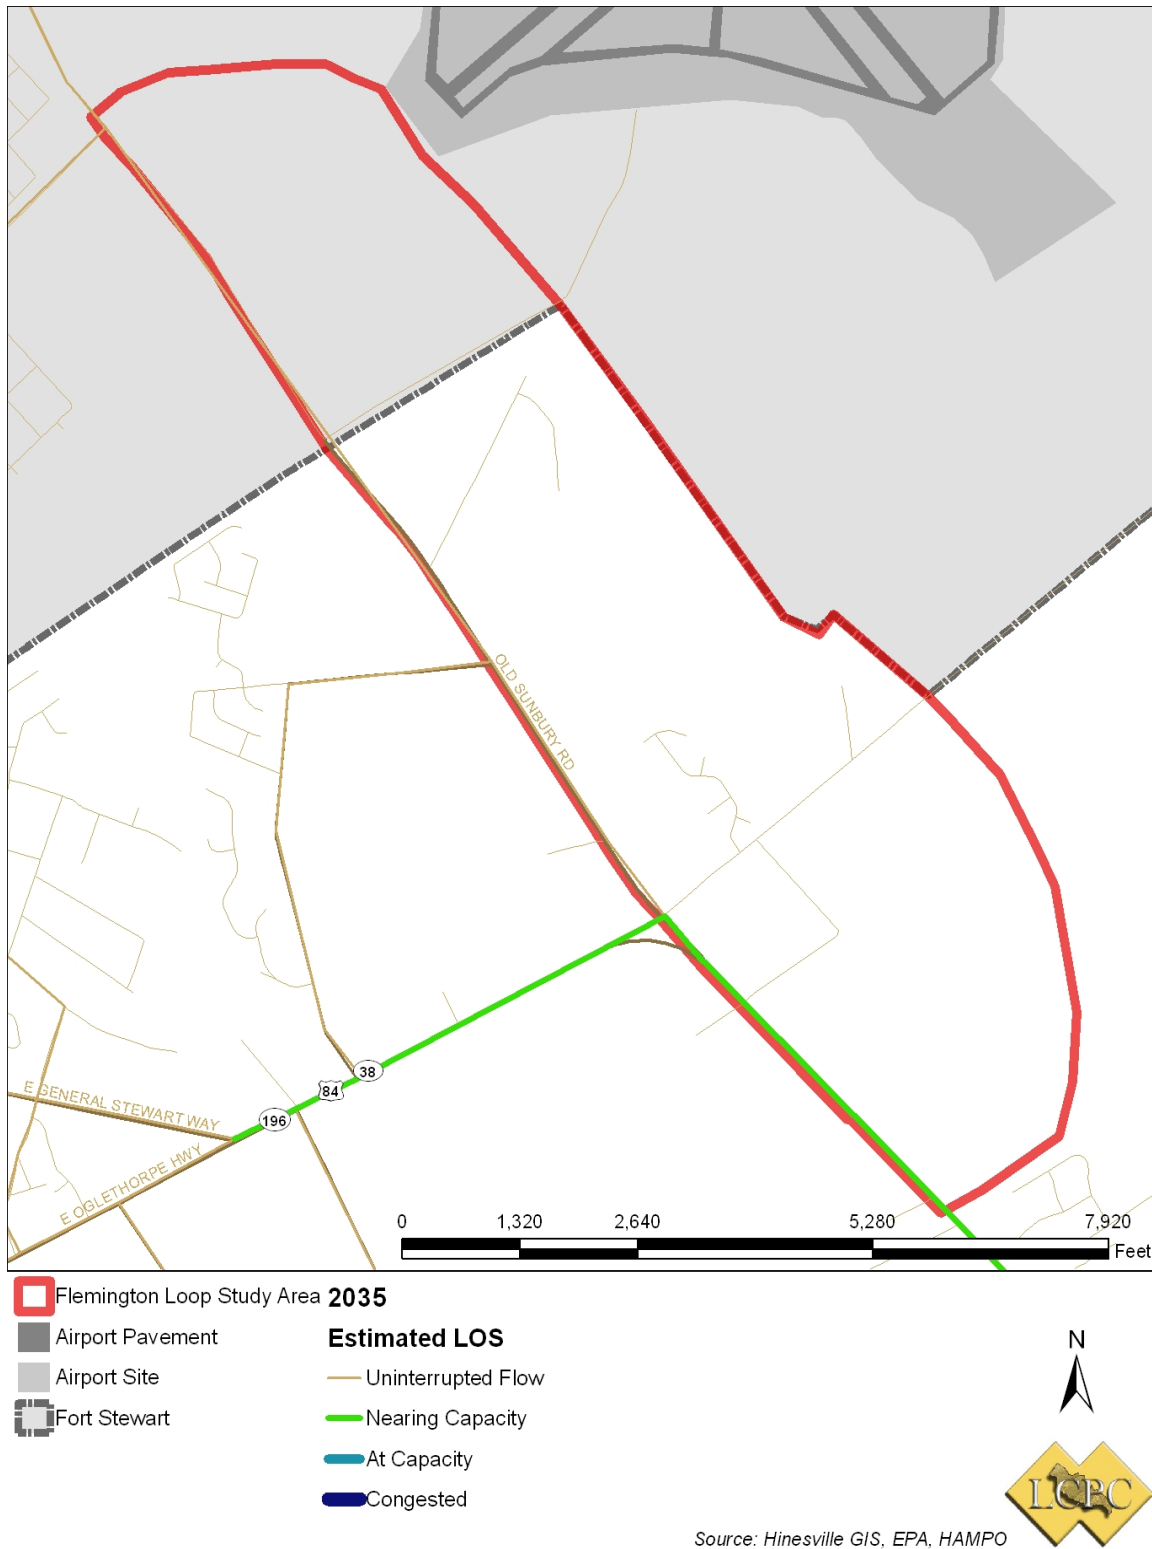 OLD SUNBURY RD
38
84
196
E GENERAL STEWART WAY
E OGLETHORPE HWY
0 1,320 2,640 5,280 7,920
Feet
Flemington Loop Study Area
Airport Pavement
Airport Site
Fort Stewart
2035
Estimated LOS
Uninterrupted Flow
Nearing Capacity
At Capacity
Congested
N
LCPC
Source: Hinesville GIS, EPA, HAMPO